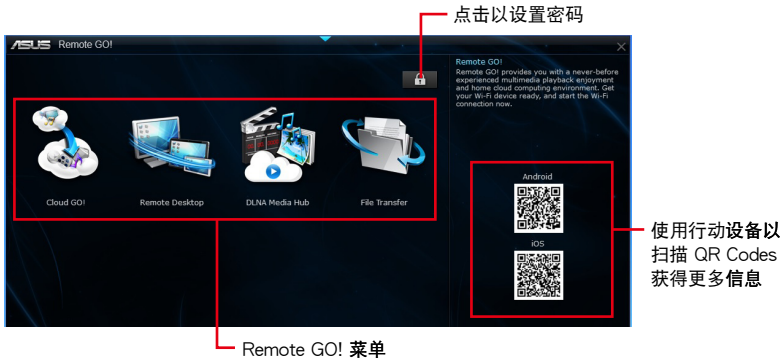 点击以设置密码
ASUS Remote GO!
Remote GO!
Remote GO! provides you with a never-before
experienced multimedia playback enjoyment
and home cloud computing environment. Get
your Wi-Fi device ready, and start the Wi-Fi
connection now.
Cloud GO!
Remote Desktop
DLNA Media Hub
File Transfer
Android
iOS
使用行动设备以
扫描 QR Codes
获得更多信息
Remote GO! 菜单